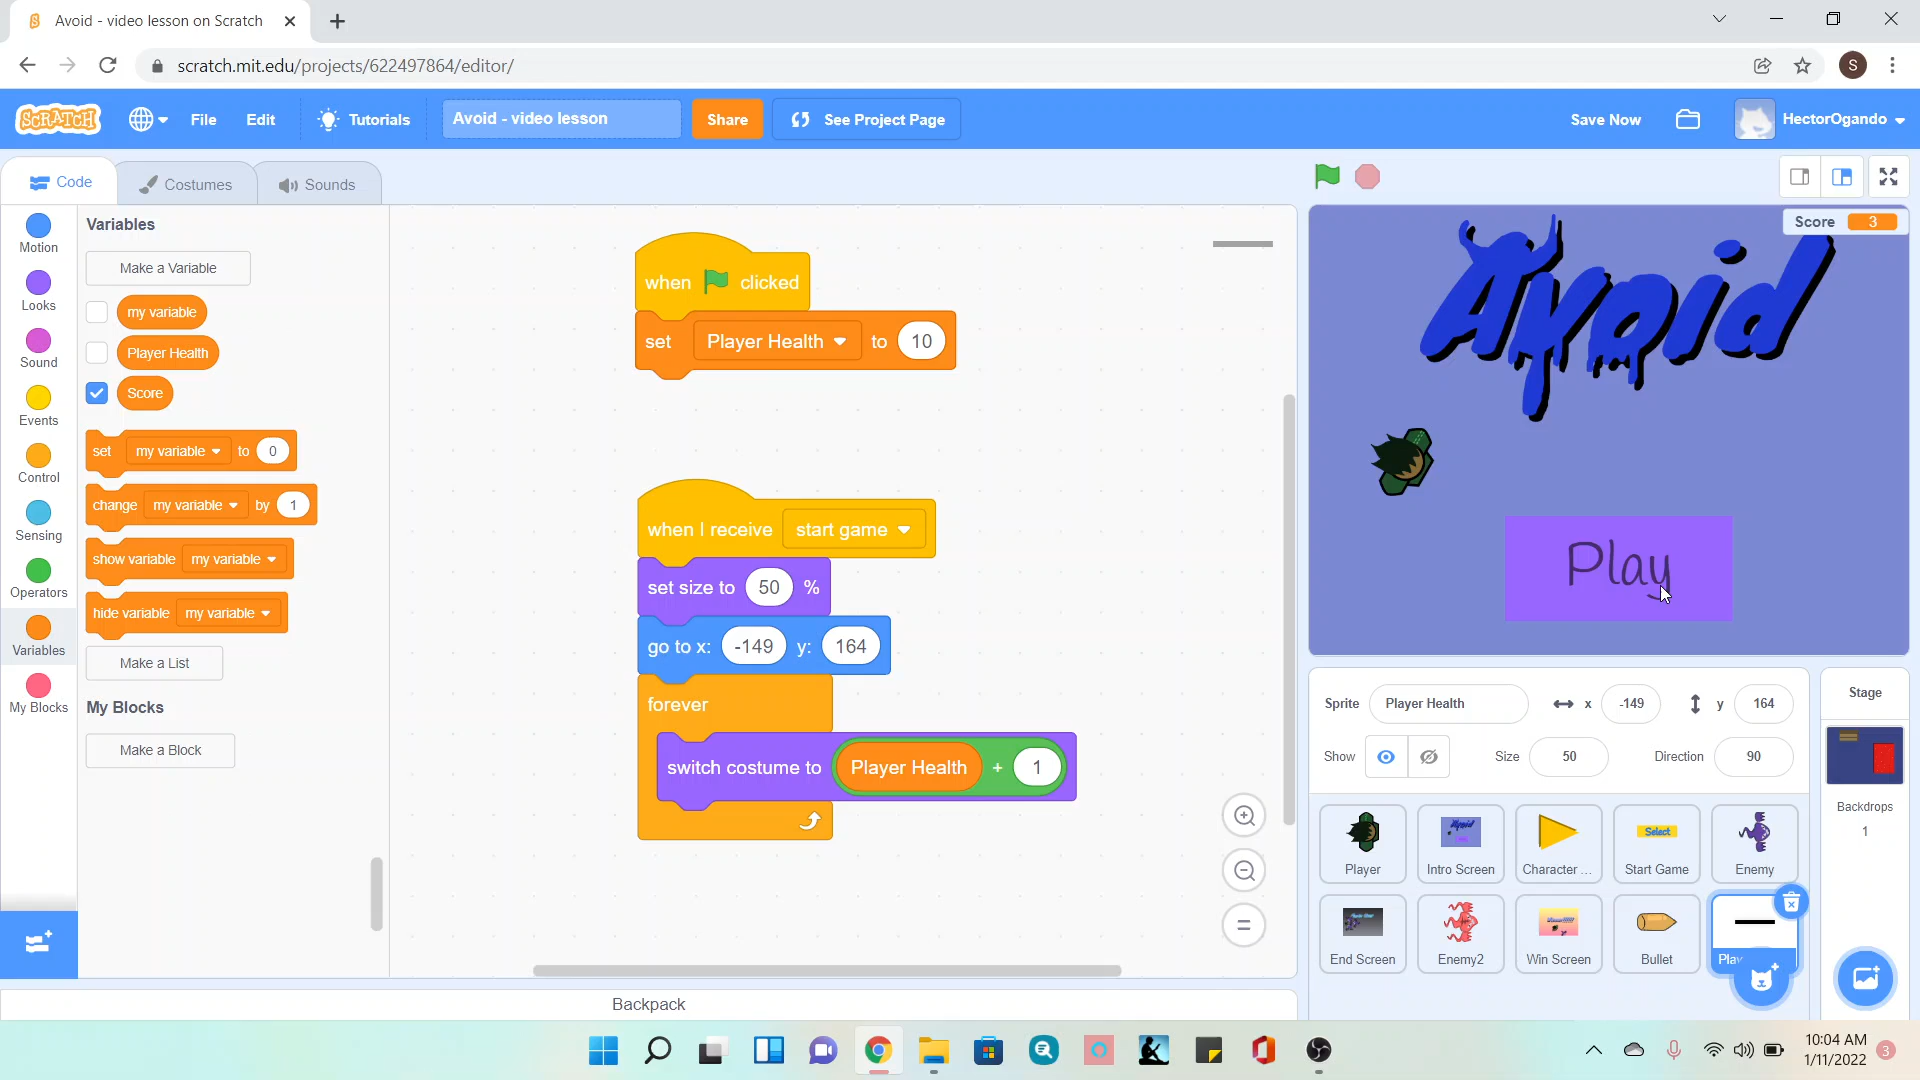 Avoid - video lesson on Scratch
scratch.mit.edu/projects/622497864/editor/
S
SCRATCH
File
Edit
Tutorials
Avoid - video lesson
Share
See Project Page
Save Now
HectorOgando
Code
Costumes
Sounds
Motion
Looks
Sound
Events
Control
Sensing
Operators
Variables
My Blocks
Variables
Make a Variable
my variable
Player Health
Score
set my variable to 0
change my variable by 1
show variable my variable
hide variable my variable
Make a List
My Blocks
Make a Block
when clicked
set Player Health to 10
when I receive start game
set size to 50 %
go to x: -149 y: 164
forever
switch costume to Player Health + 1
Backpack
Score 3
Avoid
Play
Sprite Player Health x -149 y 164
Show Size 50 Direction 90
Player
Intro Screen
Character ...
Select
Start Game
Enemy
End Screen
Enemy2
Win Screen
Bullet
Stage
Backdrops
1
10:04 AM
1/11/2022
3